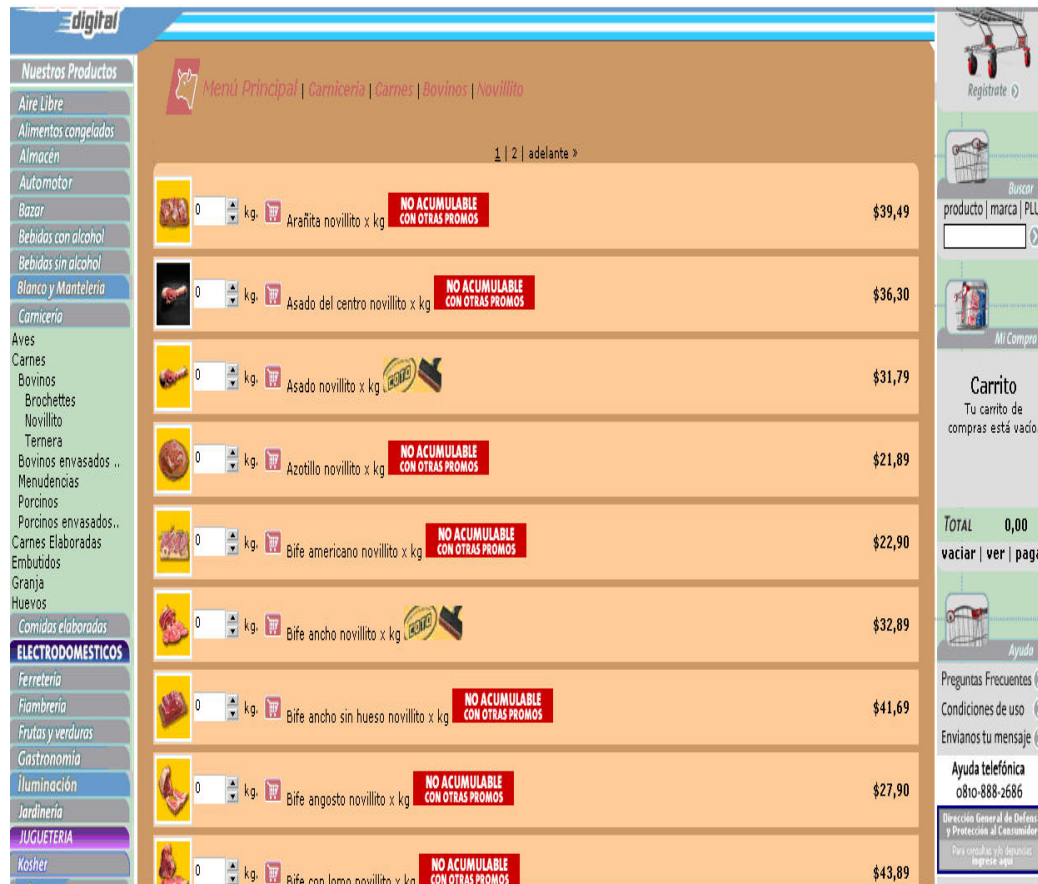 digital
Nuestros Productos
Aire Libre
Alimentos congelados
Almacén
Automotor
Bazar
Bebidas con alcohol
Bebidas sin alcohol
Blanco y Mantelería
Carnicería
Aves
Carnes
Bovinos
Brochettes
Novillito
Ternera
Bovinos envasados ..
Menudencias
Porcinos
Porcinos envasados..
Carnes Elaboradas
Embutidos
Granja
Huevos
Comidas elaboradas
ELECTRODOMESTICOS
Ferretería
Fiambrería
Frutas y verduras
Gastronomia
iluminación
Jardinería
JUGUETERIA
Kosher
Menú Principal | Carnicería | Carnes | Bovinos | Novillito
1 | 2 | adelante »
0 kg. Arañita novillito x kg NO ACUMULABLE CON OTRAS PROMOS $39,49
0 kg. Asado del centro novillito x kg NO ACUMULABLE CON OTRAS PROMOS $36,30
0 kg. Asado novillito x kg COTO $31,79
0 kg. Azotillo novillito x kg NO ACUMULABLE CON OTRAS PROMOS $21,89
0 kg. Bife americano novillito x kg NO ACUMULABLE CON OTRAS PROMOS $22,90
0 kg. Bife ancho novillito x kg COTO $32,89
0 kg. Bife ancho sin hueso novillito x kg NO ACUMULABLE CON OTRAS PROMOS $41,69
0 kg. Bife angosto novillito x kg NO ACUMULABLE CON OTRAS PROMOS $27,90
0 kg. Bife con lomo novillito x kg NO ACUMULABLE CON OTRAS PROMOS $43,89
Registrate
Buscar
producto | marca | PLU
Mi Compra
Carrito
Tu carrito de
compras está vacío
TOTAL 0,00
vaciar | ver | paga
Ayuda
Preguntas Frecuentes
Condiciones de uso
Envianos tu mensaje
Ayuda telefónica
0810-888-2686
Dirección General de Defensa
y Protección al Consumidor
Para consultas y/o denuncias
ingrese aquí